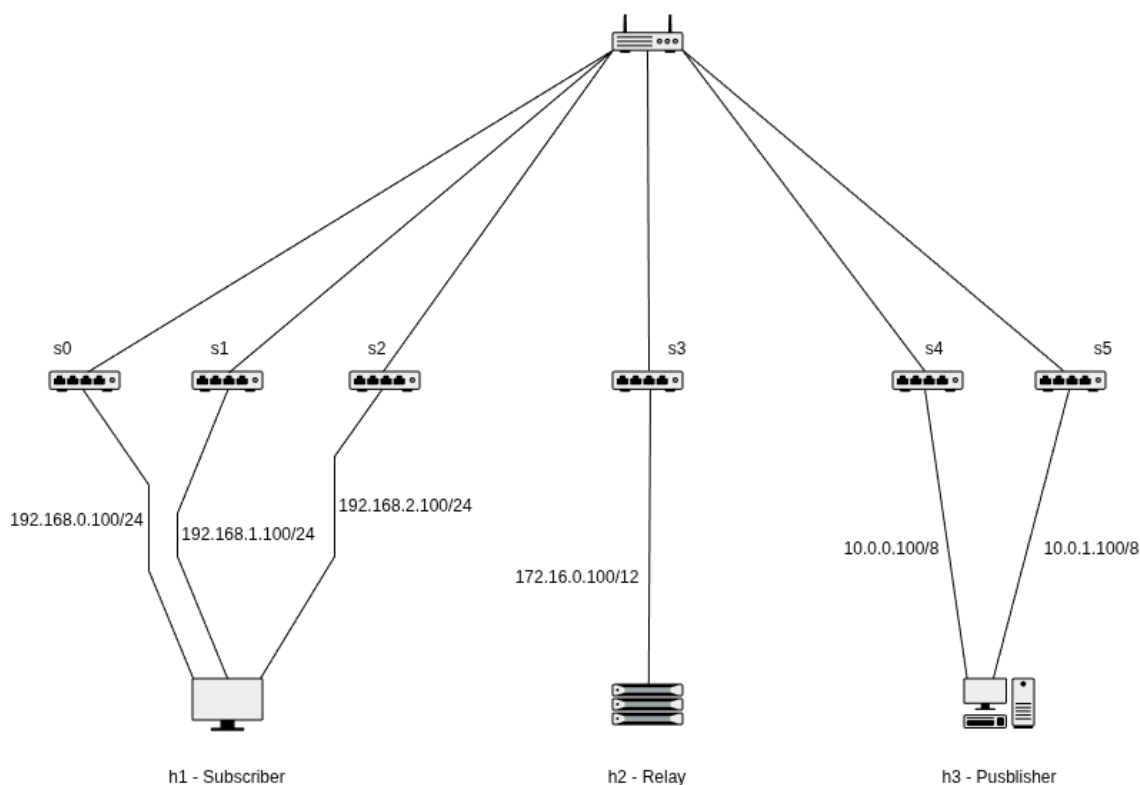 s0
s1
s2
s3
s4
s5
192.168.0.100/24
192.168.1.100/24
192.168.2.100/24
172.16.0.100/12
10.0.0.100/8
10.0.1.100/8
h1 - Subscriber
h2 - Relay
h3 - Pusblisher